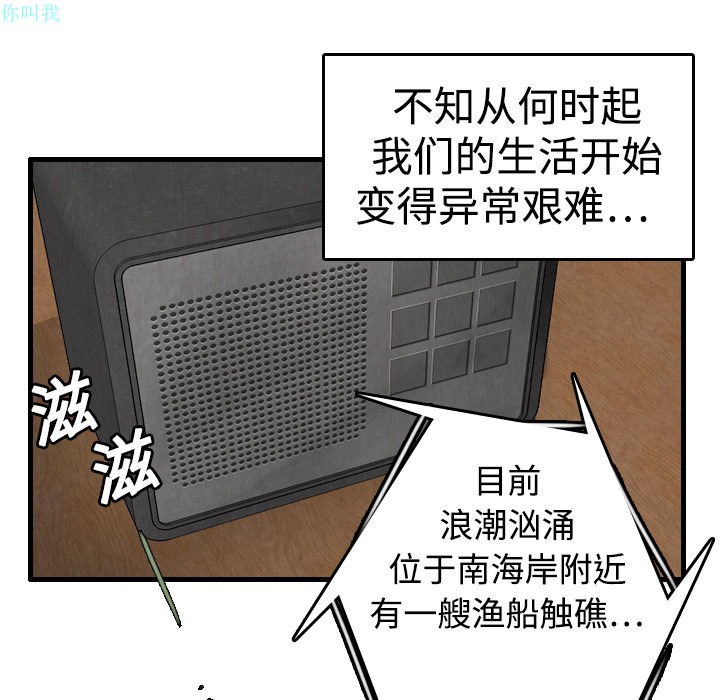 你叫我
不知从何时起
我们的生活开始
变得异常艰难...
滋
滋
目前
浪潮汹涌
位于南海岸附近
有一艘渔船触礁...